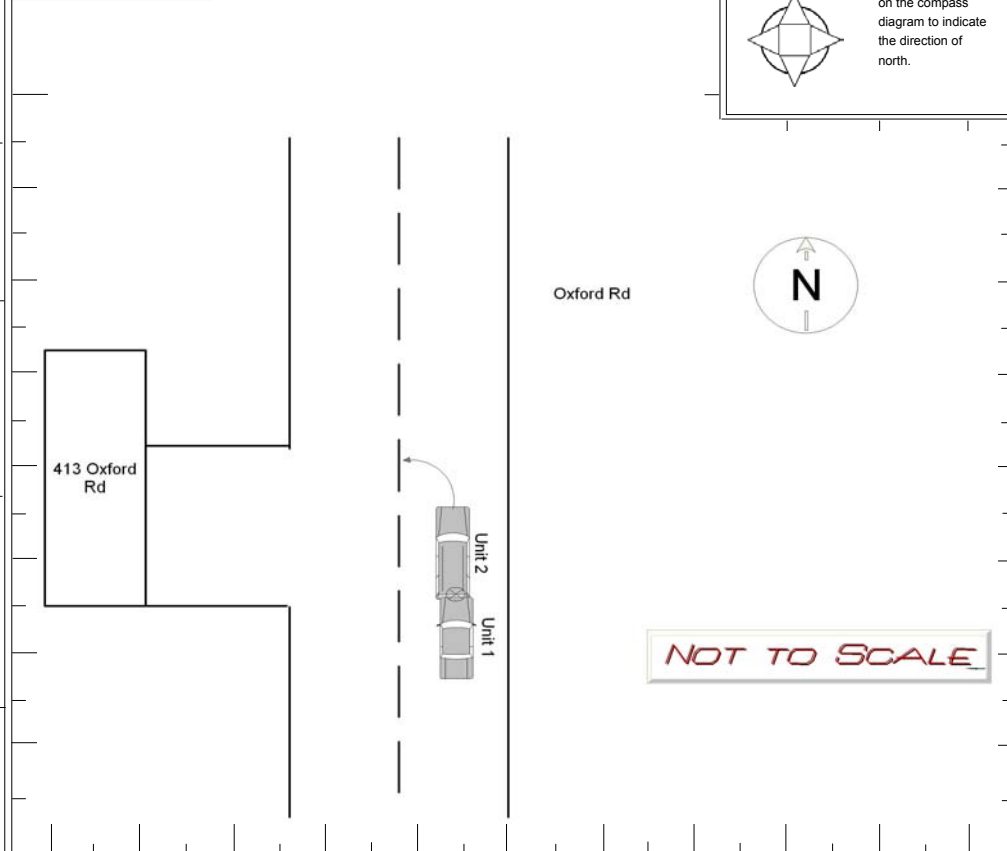 on the compass
diagram to indicate
the direction of
north.
Oxford Rd
N
413 Oxford
Rd
Unit 2
Unit 1
NOT TO SCALE